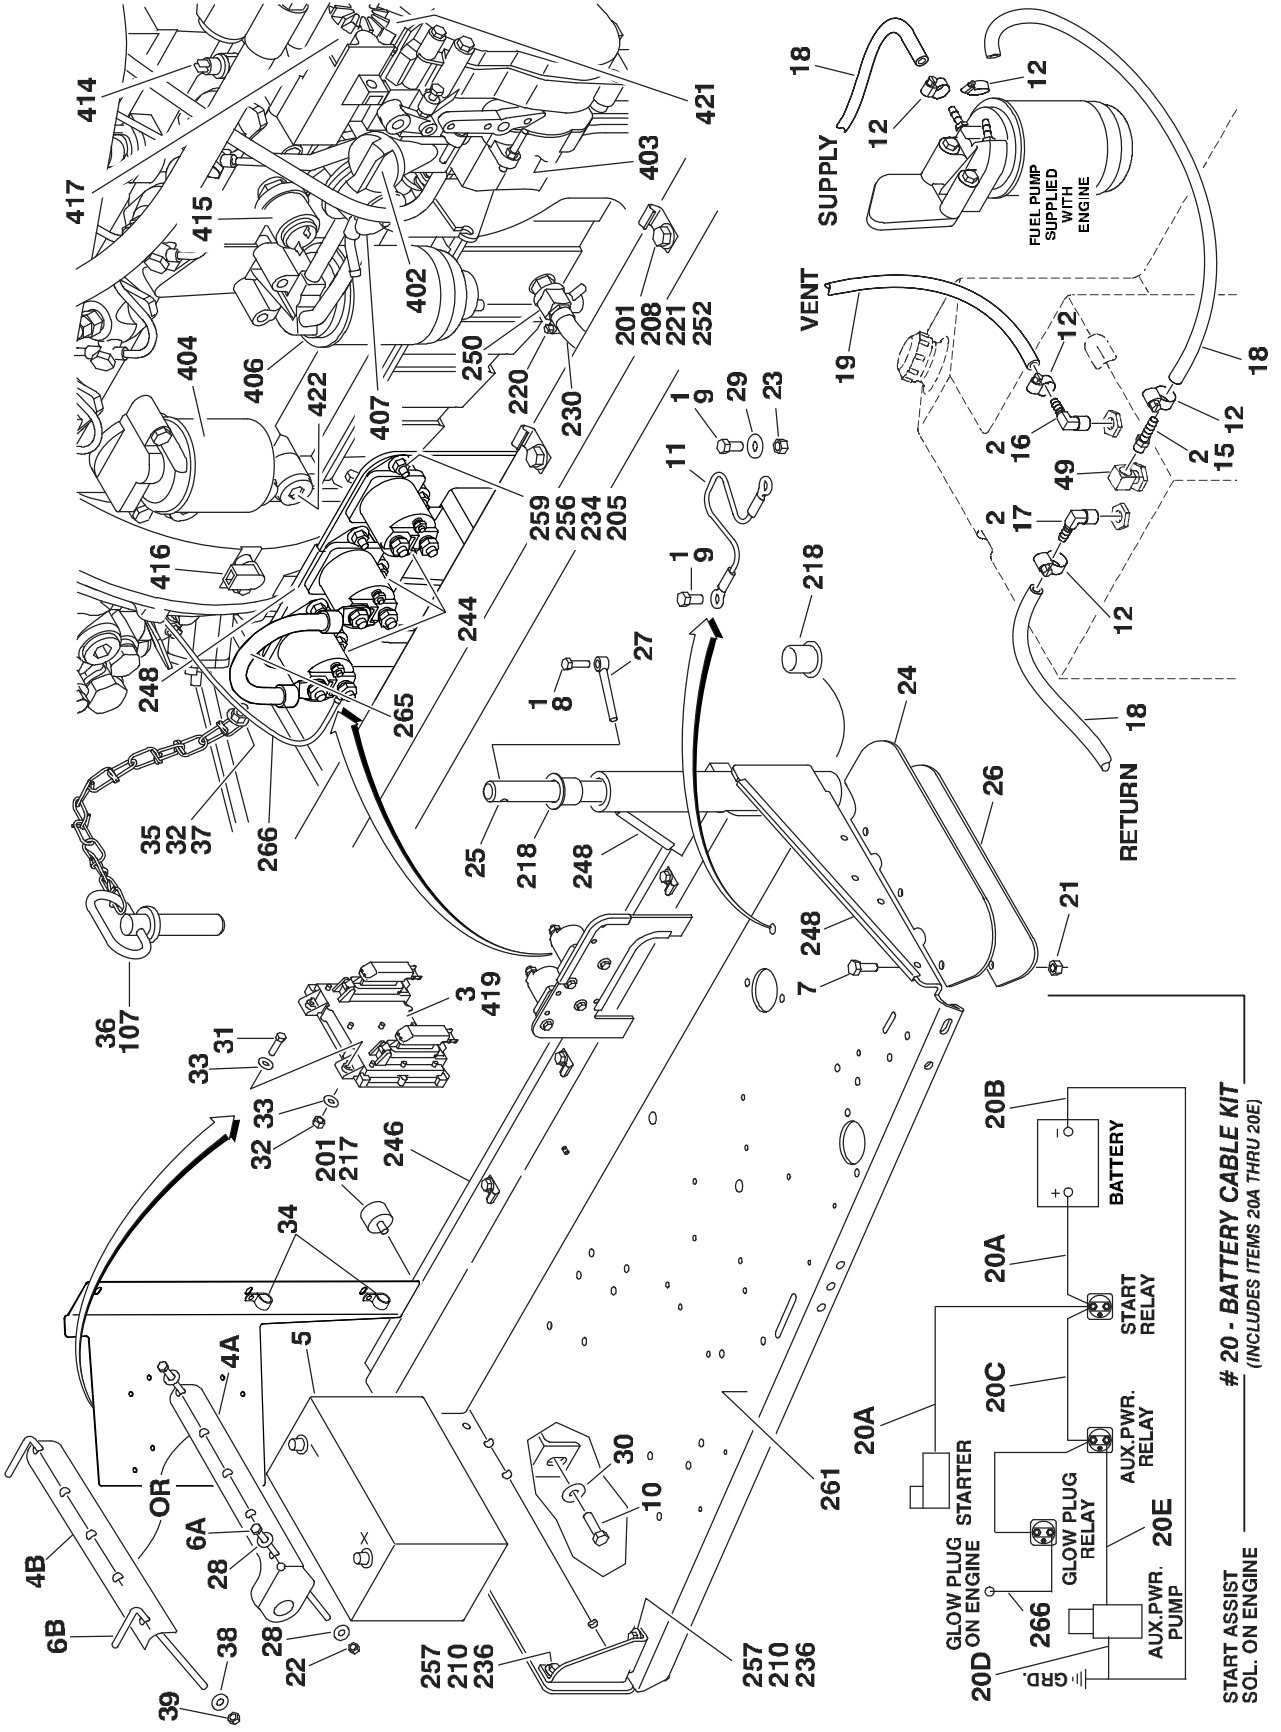 39
38
6B
4B
OR
22
28
28
6A
4A
5
34
36
107
33
31
32
33
201
217
3
419
246
35
32
37
266
248
265
416
244
422
404
406
407
415
417
414
402
403
421
250
220
230
201
208
221
252
259
256
234
205
25
218
248
1
8
27
11
1
9
1
9
29
23
218
24
26
248
7
21
257
210
236
257
210
236
10
30
261
SUPPLY
18
12
12
FUEL PUMP
SUPPLIED
WITH
ENGINE
VENT
19
12
2
16
49
2
15
12
18
2
17
12
18
RETURN
20A
STARTER
20A
20B
+
–
BATTERY
20C
START
RELAY
AUX.PWR.
RELAY
GLOW PLUG
ON ENGINE
GLOW PLUG
RELAY
266
20D
20E
GRD.
AUX.PWR.
PUMP
START ASSIST
SOL. ON ENGINE
# 20 - BATTERY CABLE KIT
(INCLUDES ITEMS 20A THRU 20E)